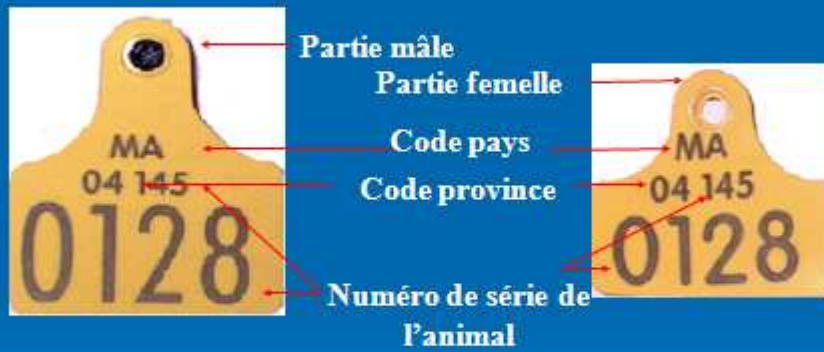 Partie mâle
Partie femelle
MA
Code pays
MA
04 145
Code province
04 145
0128
0128
Numéro de série de
l'animal